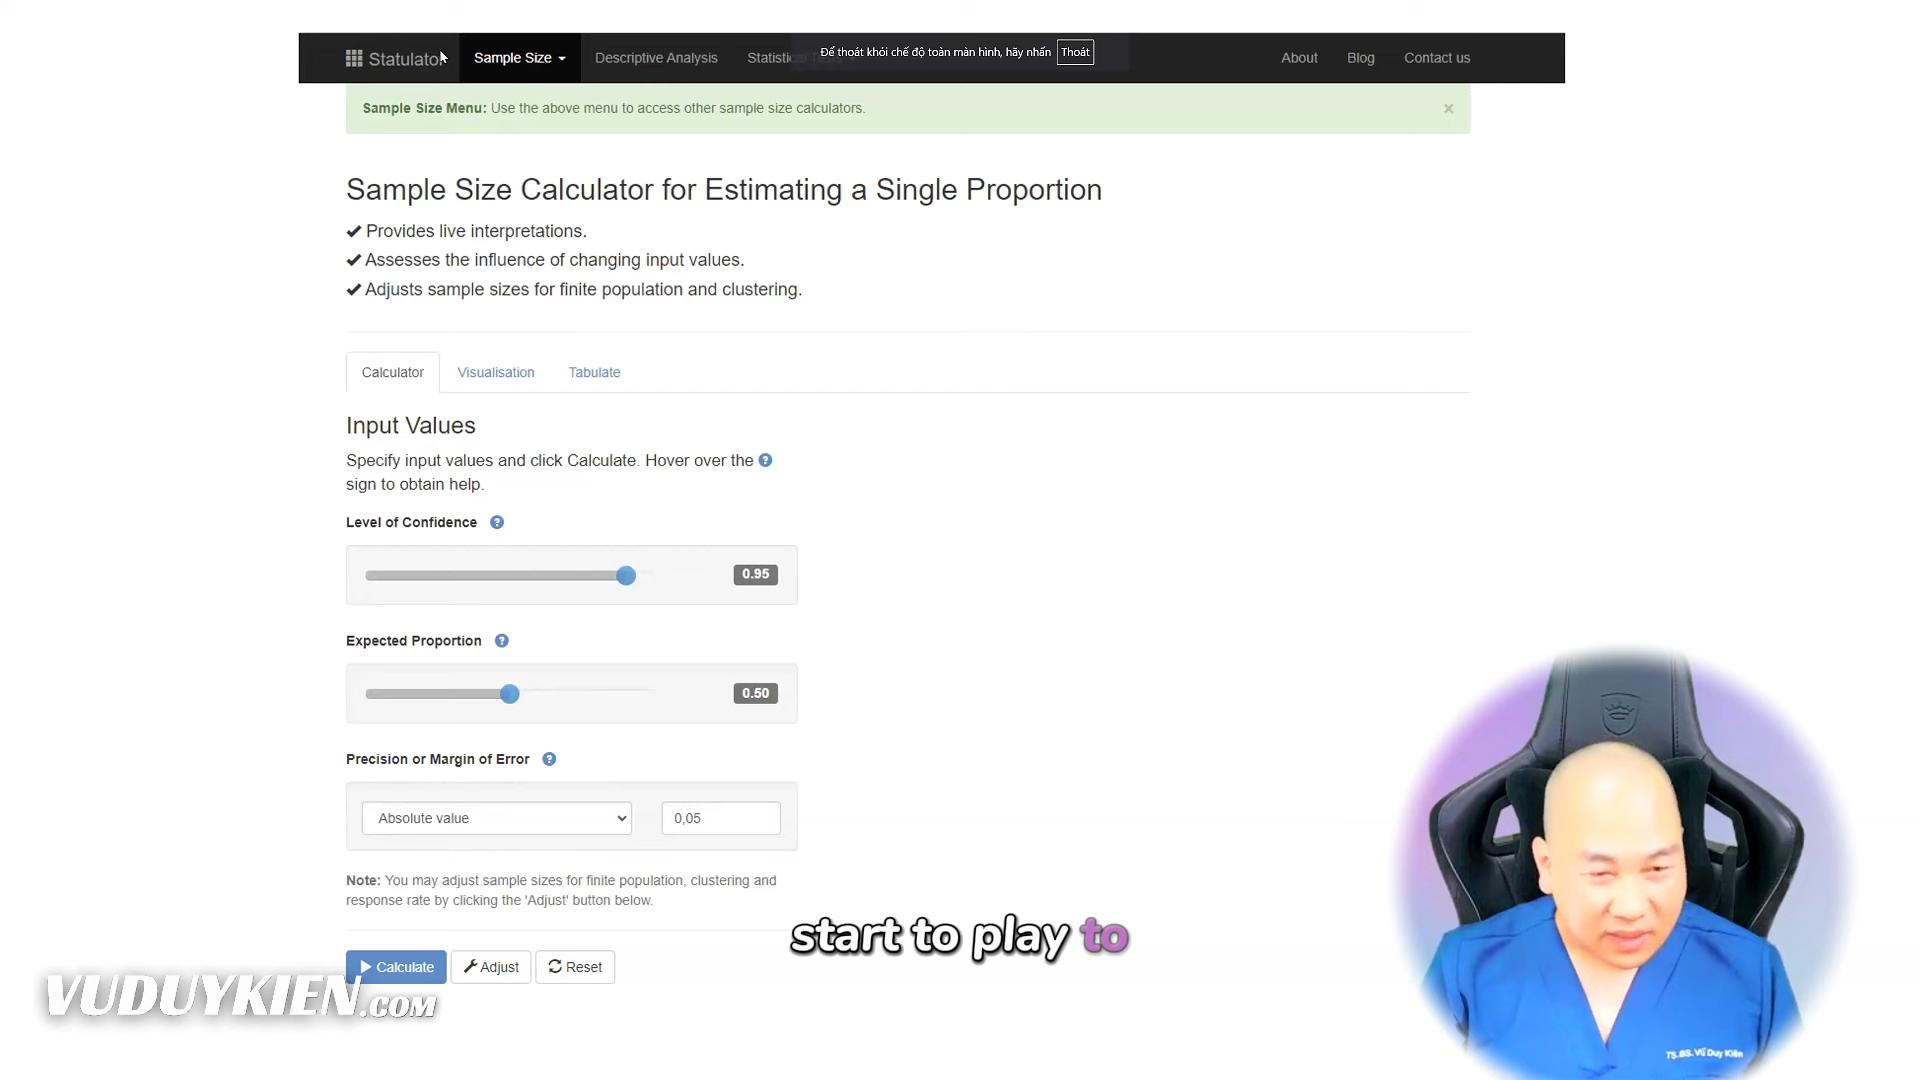 Statulator
Sample Size
Descriptive Analysis
Để thoát khỏi chế độ toàn màn hình, hãy nhấn Thoát
About
Blog
Contact us
Sample Size Menu: Use the above menu to access other sample size calculators.
×
Sample Size Calculator for Estimating a Single Proportion
Provides live interpretations.
Assesses the influence of changing input values.
Adjusts sample sizes for finite population and clustering.
Calculator
Visualisation
Tabulate
Input Values
Specify input values and click Calculate. Hover over the ?
sign to obtain help.
Level of Confidence ?
0.95
Expected Proportion ?
0.50
Precision or Margin of Error ?
Absolute value
0,05
Note: You may adjust sample sizes for finite population, clustering and
response rate by clicking the 'Adjust' button below.
start to play to
Calculate
Adjust
Reset
VUDUYKIEN.COM
TS.BS. Vũ Duy Kiên